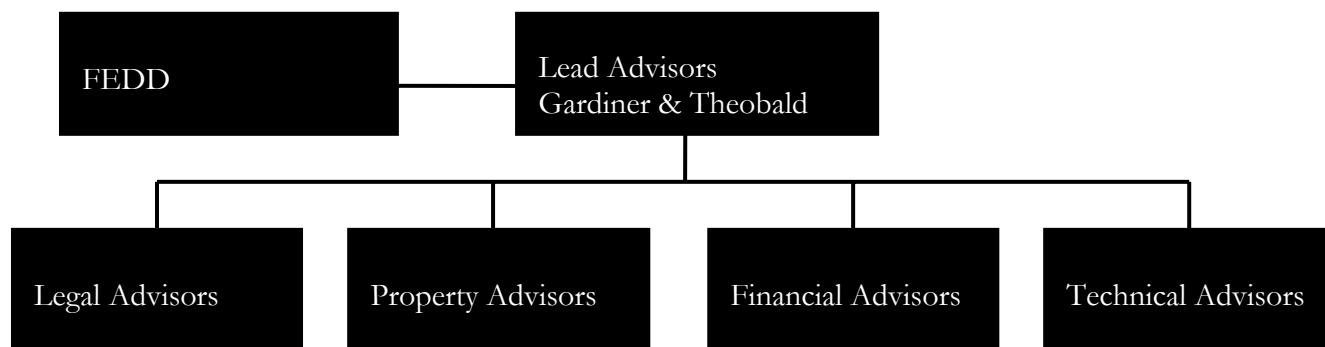 FEDD
Lead Advisors
Gardiner & Theobald
Legal Advisors
Property Advisors
Financial Advisors
Technical Advisors